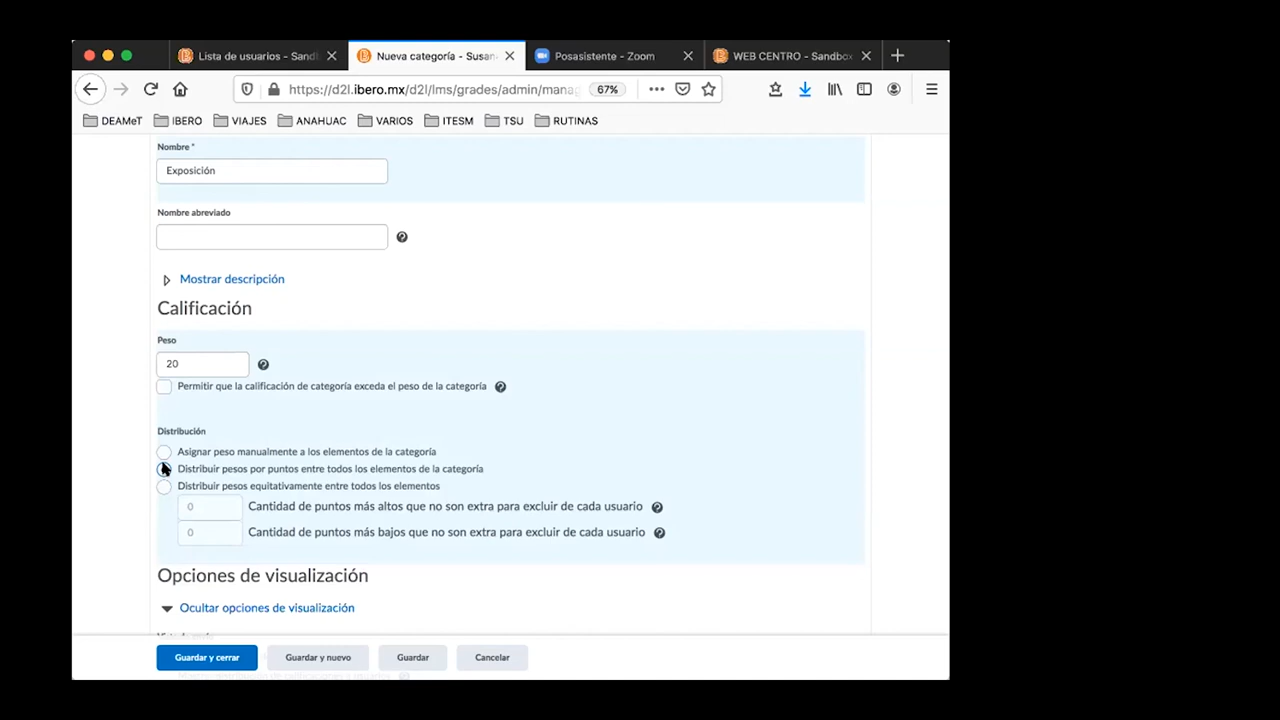 Lista de usuarios - Sand
Nueva categoría - Susan
Posasistente - Zoom
WEB CENTRO - Sandbox
https://d2l.ibero.mx/d2l/lms/grades/admin/mana
67%
DEAMeT
IBERO
VIAJES
ANAHUAC
VARIOS
ITESM
TSU
RUTINAS
Nombre *
Exposición
Nombre abreviado
Mostrar descripción
Calificación
Peso
20
Permitir que la calificación de categoría exceda el peso de la categoría
Distribución
Asignar peso manualmente a los elementos de la categoría
Distribuir pesos por puntos entre todos los elementos de la categoría
Distribuir pesos equitativamente entre todos los elementos
0 Cantidad de puntos más altos que no son extra para excluir de cada usuario
0 Cantidad de puntos más bajos que no son extra para excluir de cada usuario
Opciones de visualización
Ocultar opciones de visualización
Guardar y cerrar
Guardar y nuevo
Guardar
Cancelar